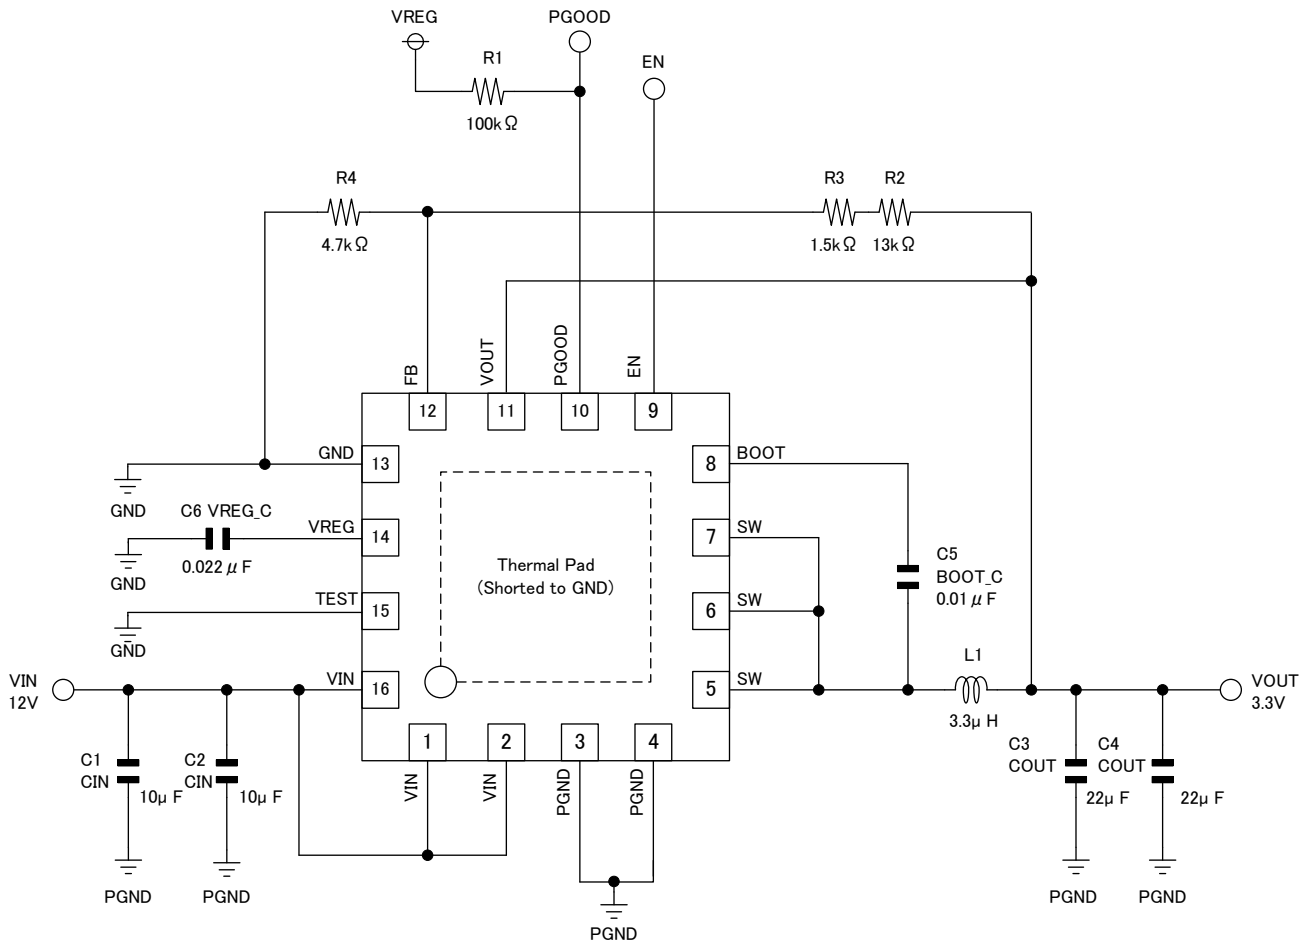 VREG
PGOOD
EN
R1
100kΩ
R4
4.7kΩ
R3
1.5kΩ
R2
13kΩ
FB
VOUT
PGOOD
EN
12
11
10
9
GND
13
GND
C6 VREG_C
0.022μF
VREG
14
GND
TEST
15
GND
VIN
12V
VIN
16
Thermal Pad
(Shorted to GND)
8
BOOT
7
SW
6
SW
5
SW
C5
BOOT_C
0.01μF
L1
3.3μH
VOUT
3.3V
1
2
3
4
VIN
VIN
PGND
PGND
C1
CIN
10μF
C2
CIN
10μF
C3
COUT
22μF
C4
COUT
22μF
PGND
PGND
PGND
PGND
PGND